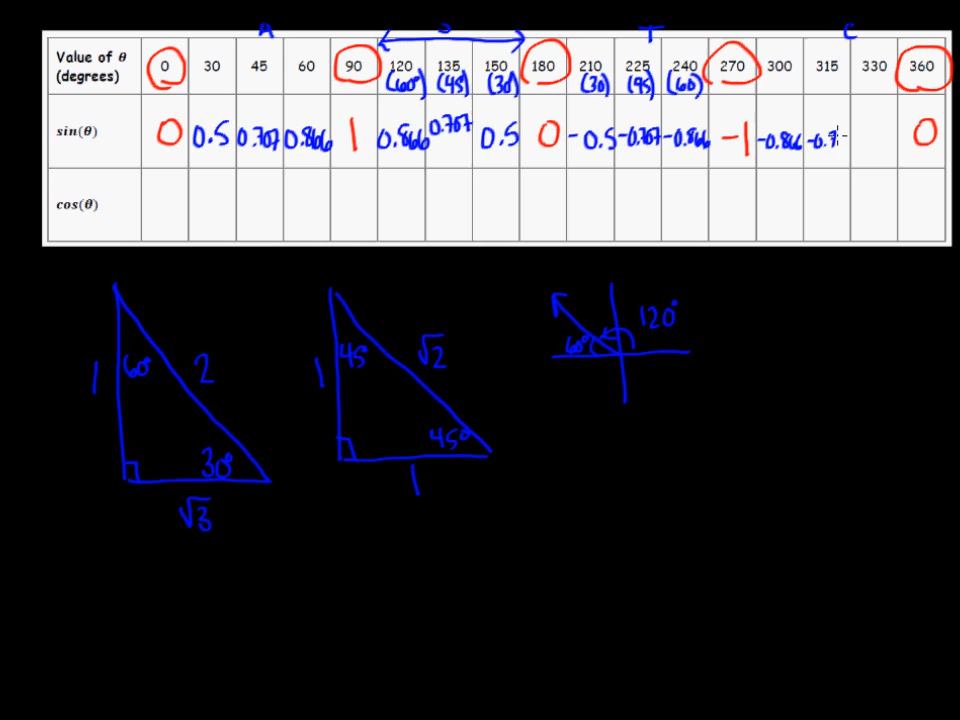 A S T C
Value of θ (degrees) 0 30 45 60 90 120 135 150 180 210 225 240 270 300 315 330 360
(60°) (45°) (30°) (30) (45) (60)
sin(θ) 0 0.5 0.707 0.866 1 0.866 0.707 0.5 0 -0.5 -0.707 -0.866 -1 -0.866 -0.7 0
cos(θ)
1 60° 2 30° √3
1 45° √2 45° 1
60° 120°